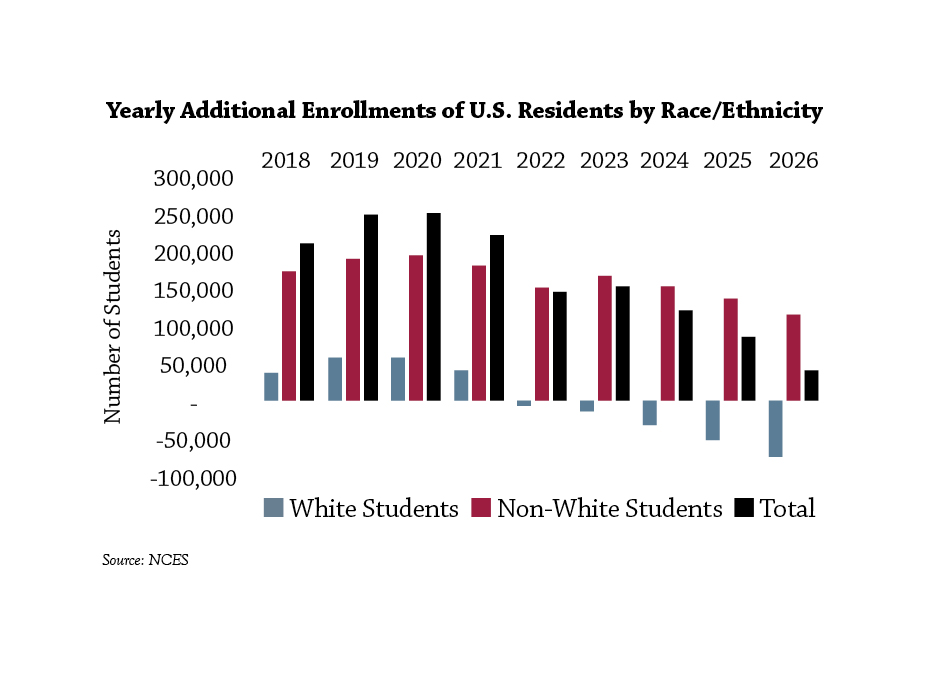 Yearly Additional Enrollments of U.S. Residents by Race/Ethnicity
2018 2019 2020 2021 2022 2023 2024 2025 2026
300,000
250,000
200,000
150,000
100,000
50,000
-
-50,000
-100,000
Number of Students
White Students Non-White Students Total
Source: NCES